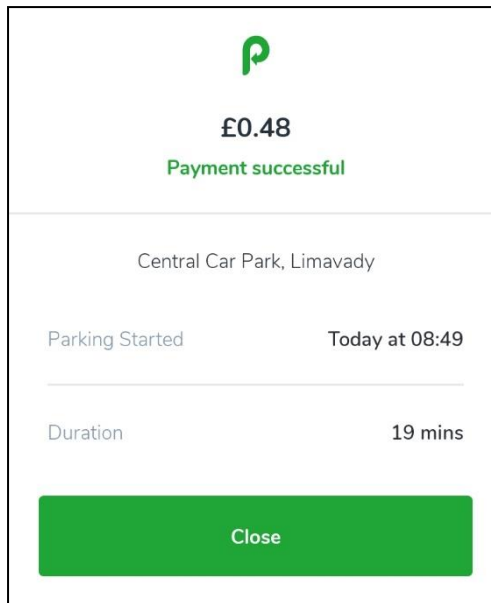 £0.48
Payment successful
Central Car Park, Limavady
Parking Started Today at 08:49
Duration 19 mins
Close